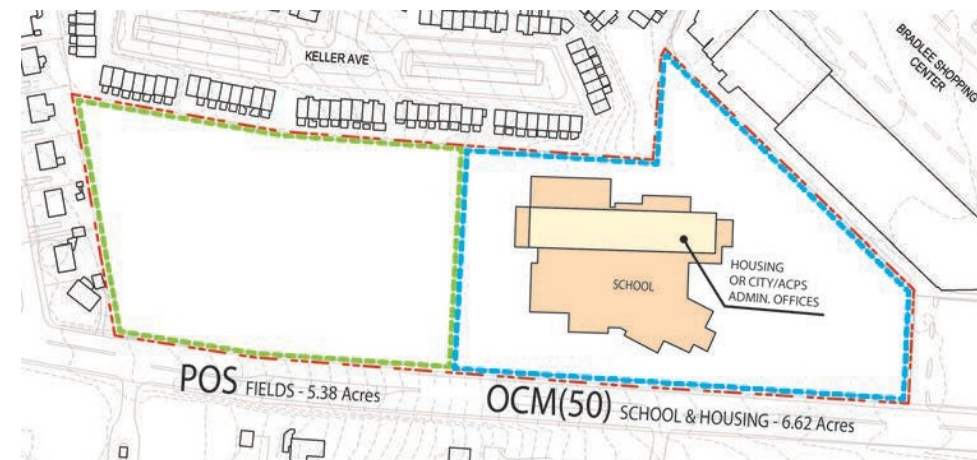 KELLER AVE
BRADLEE SHOPPING
CENTER
HOUSING
OR CITY/ACPS
ADMIN. OFFICES
SCHOOL
POS FIELDS - 5.38 Acres
OCM(50) SCHOOL & HOUSING - 6.62 Acres